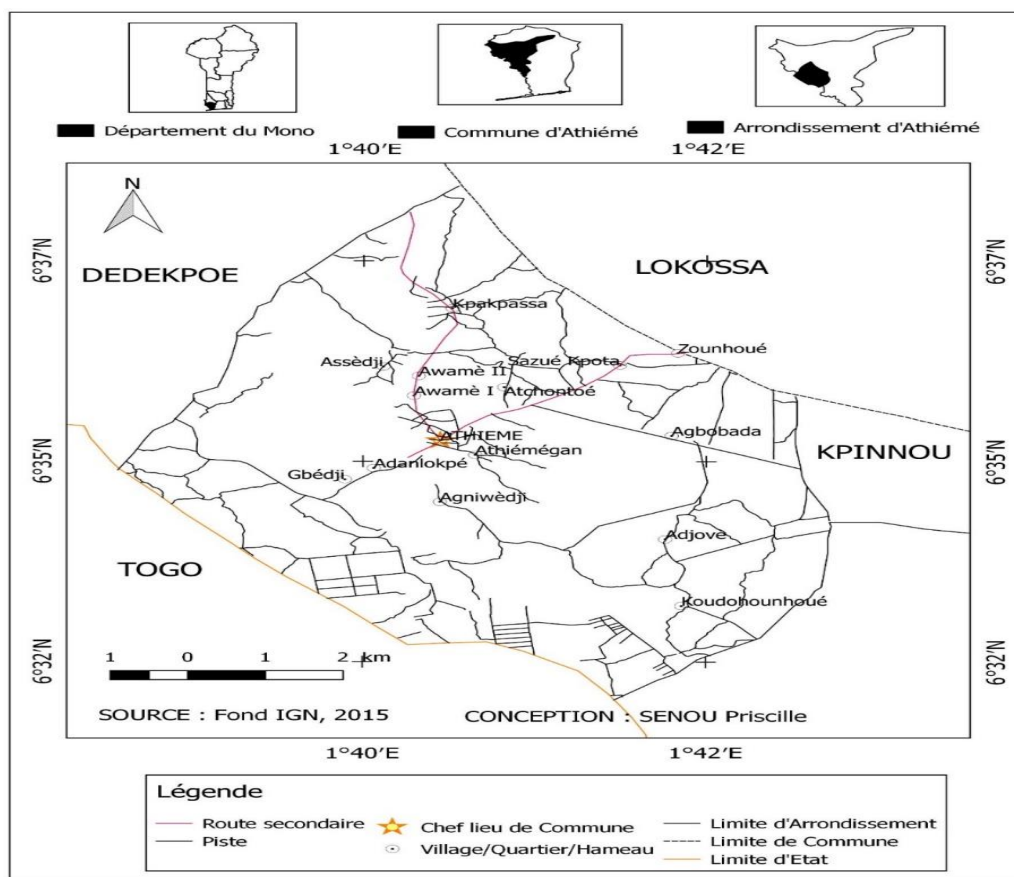 Département du Mono
Commune d'Athiémé
Arrondissement d'Athiémé
1°40'E
1°42'E
N
6°37'N
6°37'N
DEDEKPOE
LOKOSSA
Kpakpassa
Zounhoué
Assèdji
Sazué Kpota
Awamè II
Awamè I
Atchontoé
ATHIEME
Agbobada
Athiémégan
KPINNOU
6°35'N
6°35'N
Adanlokpé
Gbédji
Agniwèdji
Adjove
TOGO
Koudohounhoué
6°32'N
6°32'N
1 0 1 2 km
SOURCE : Fond IGN, 2015
CONCEPTION : SENOU Priscille
1°40'E
1°42'E
Légende
Route secondaire
Piste
Chef lieu de Commune
Village/Quartier/Hameau
Limite d'Arrondissement
Limite de Commune
Limite d'Etat